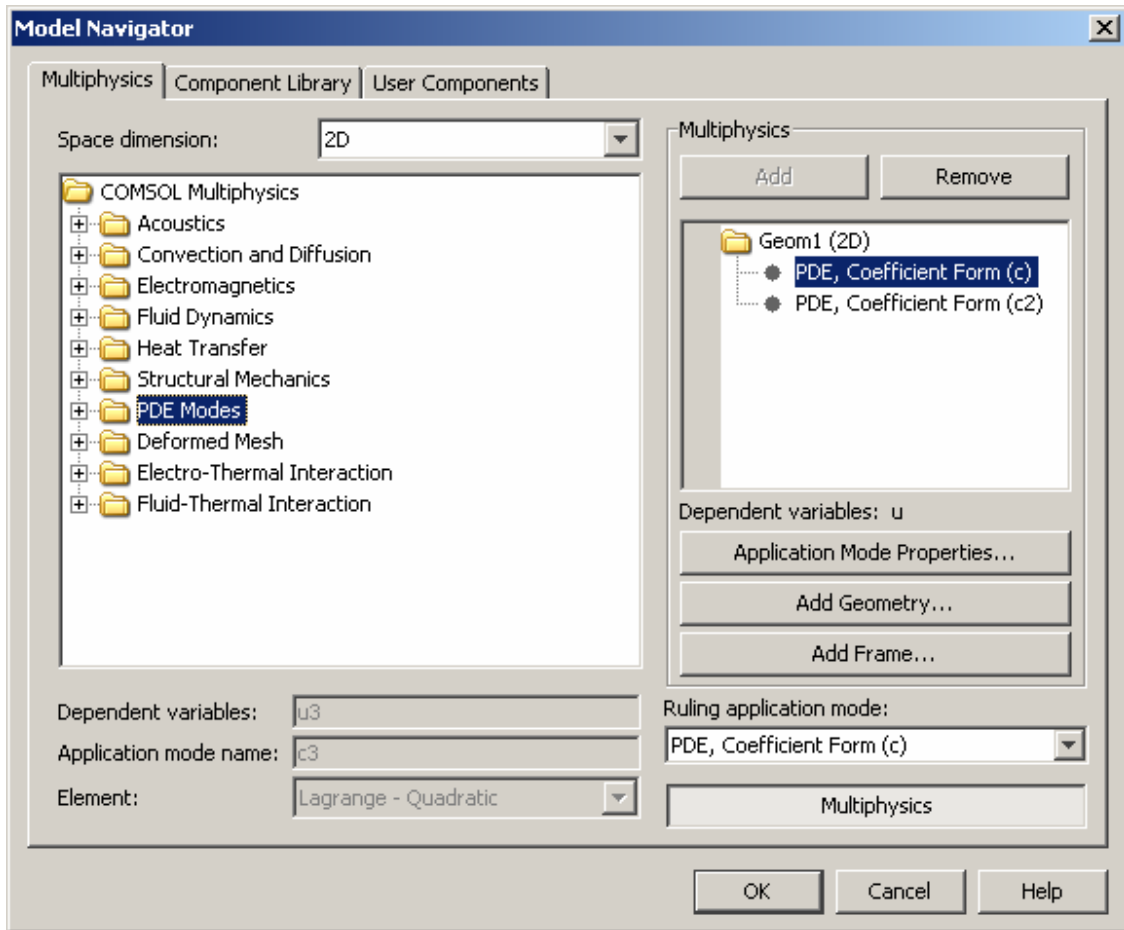 Model Navigator
Multiphysics
Component Library
User Components
Space dimension:
2D
COMSOL Multiphysics
Acoustics
Convection and Diffusion
Electromagnetics
Fluid Dynamics
Heat Transfer
Structural Mechanics
PDE Modes
Deformed Mesh
Electro-Thermal Interaction
Fluid-Thermal Interaction
Dependent variables:
u3
Application mode name:
c3
Element:
Lagrange - Quadratic
Multiphysics
Add
Remove
Geom1 (2D)
PDE, Coefficient Form (c)
PDE, Coefficient Form (c2)
Dependent variables: u
Application Mode Properties...
Add Geometry...
Add Frame...
Ruling application mode:
PDE, Coefficient Form (c)
Multiphysics
OK
Cancel
Help